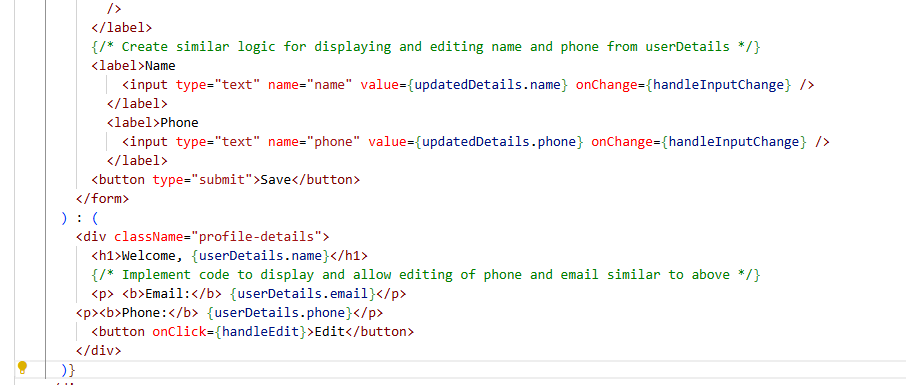 />
</label>
{/* Create similar logic for displaying and editing name and phone from userDetails */}
<label>Name
<input type="text" name="name" value={updatedDetails.name} onChange={handleInputChange} />
</label>
<label>Phone
<input type="text" name="phone" value={updatedDetails.phone} onChange={handleInputChange} />
</label>
<button type="submit">Save</button>
</form>
) : (
<div className="profile-details">
<h1>Welcome, {userDetails.name}</h1>
{/* Implement code to display and allow editing of phone and email similar to above */}
<p> <b>Email:</b> {userDetails.email}</p>
<p><b>Phone:</b> {userDetails.phone}</p>
<button onClick={handleEdit}>Edit</button>
</div>
)}